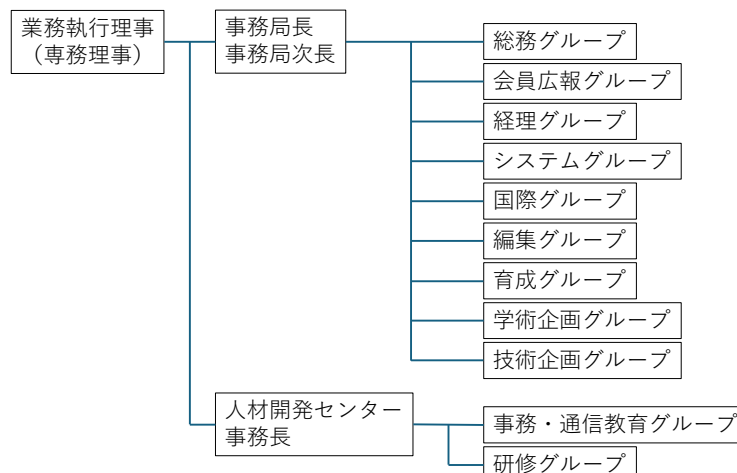 業務執行理事
（専務理事）
事務局長
事務局次長
総務グループ
会員広報グループ
経理グループ
システムグループ
国際グループ
編集グループ
育成グループ
学術企画グループ
技術企画グループ
人材開発センター
事務長
事務・通信教育グループ
研修グループ